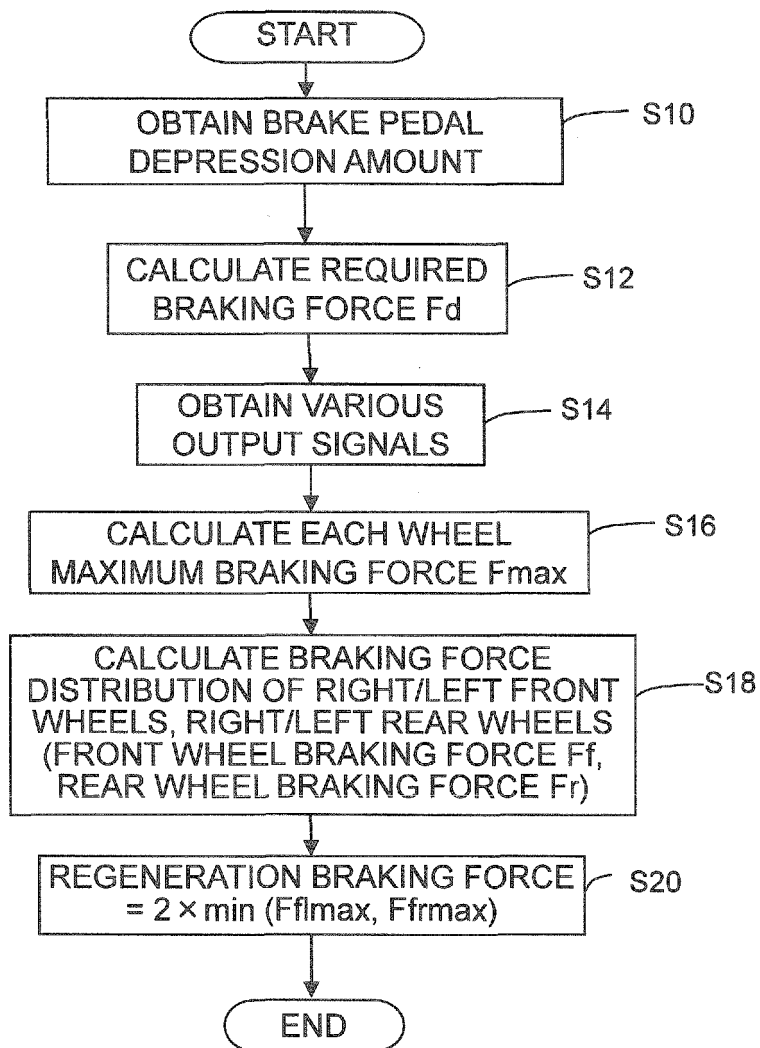 START
OBTAIN BRAKE PEDAL
DEPRESSION AMOUNT
S10
CALCULATE REQUIRED
BRAKING FORCE Fd
S12
OBTAIN VARIOUS
OUTPUT SIGNALS
S14
CALCULATE EACH WHEEL
MAXIMUM BRAKING FORCE Fmax
S16
CALCULATE BRAKING FORCE
DISTRIBUTION OF RIGHT/LEFT FRONT
WHEELS, RIGHT/LEFT REAR WHEELS
(FRONT WHEEL BRAKING FORCE Ff,
REAR WHEEL BRAKING FORCE Fr)
S18
REGENERATION BRAKING FORCE
= 2 × min (Fflmax, Ffrmax)
S20
END